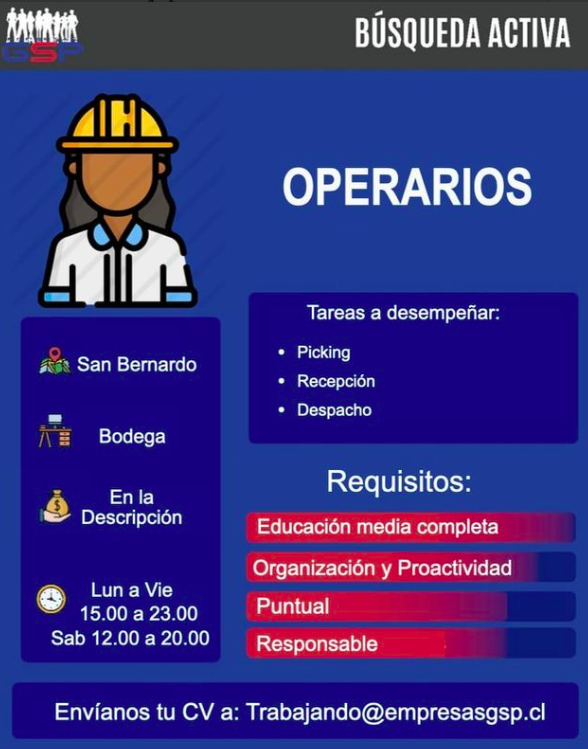 GSP
BÚSQUEDA ACTIVA
OPERARIOS
San Bernardo
Bodega
En la
Descripción
Lun a Vie
15.00 a 23.00
Sab 12.00 a 20.00
Tareas a desempeñar:
• Picking
• Recepción
• Despacho
Requisitos:
Educación media completa
Organización y Proactividad
Puntual
Responsable
Envíanos tu CV a: Trabajando@empresasgsp.cl